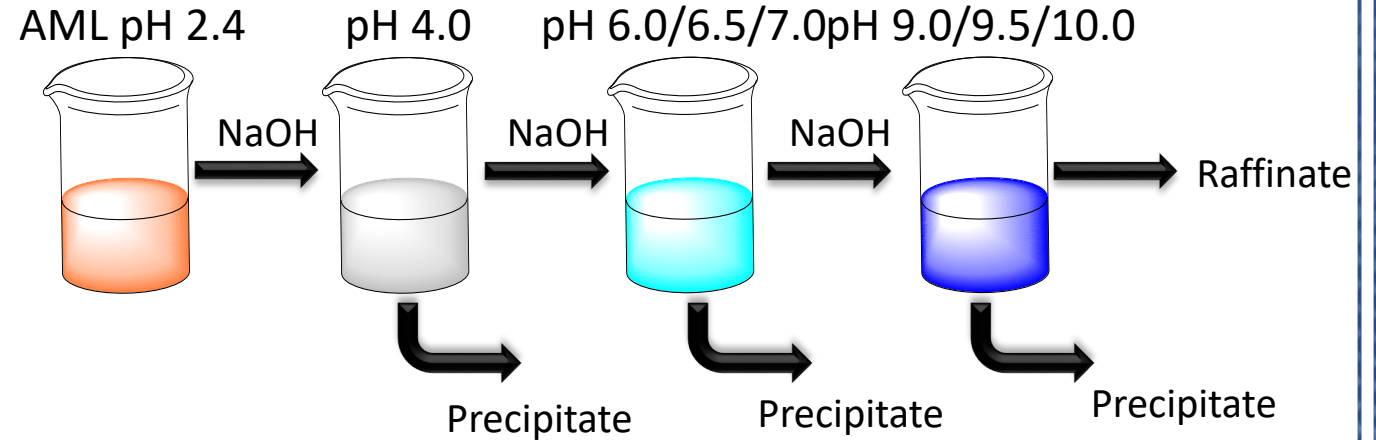 AML pH 2.4
pH 4.0
pH 6.0/6.5/7.0pH 9.0/9.5/10.0
NaOH
NaOH
NaOH
Raffinate
Precipitate
Precipitate
Precipitate